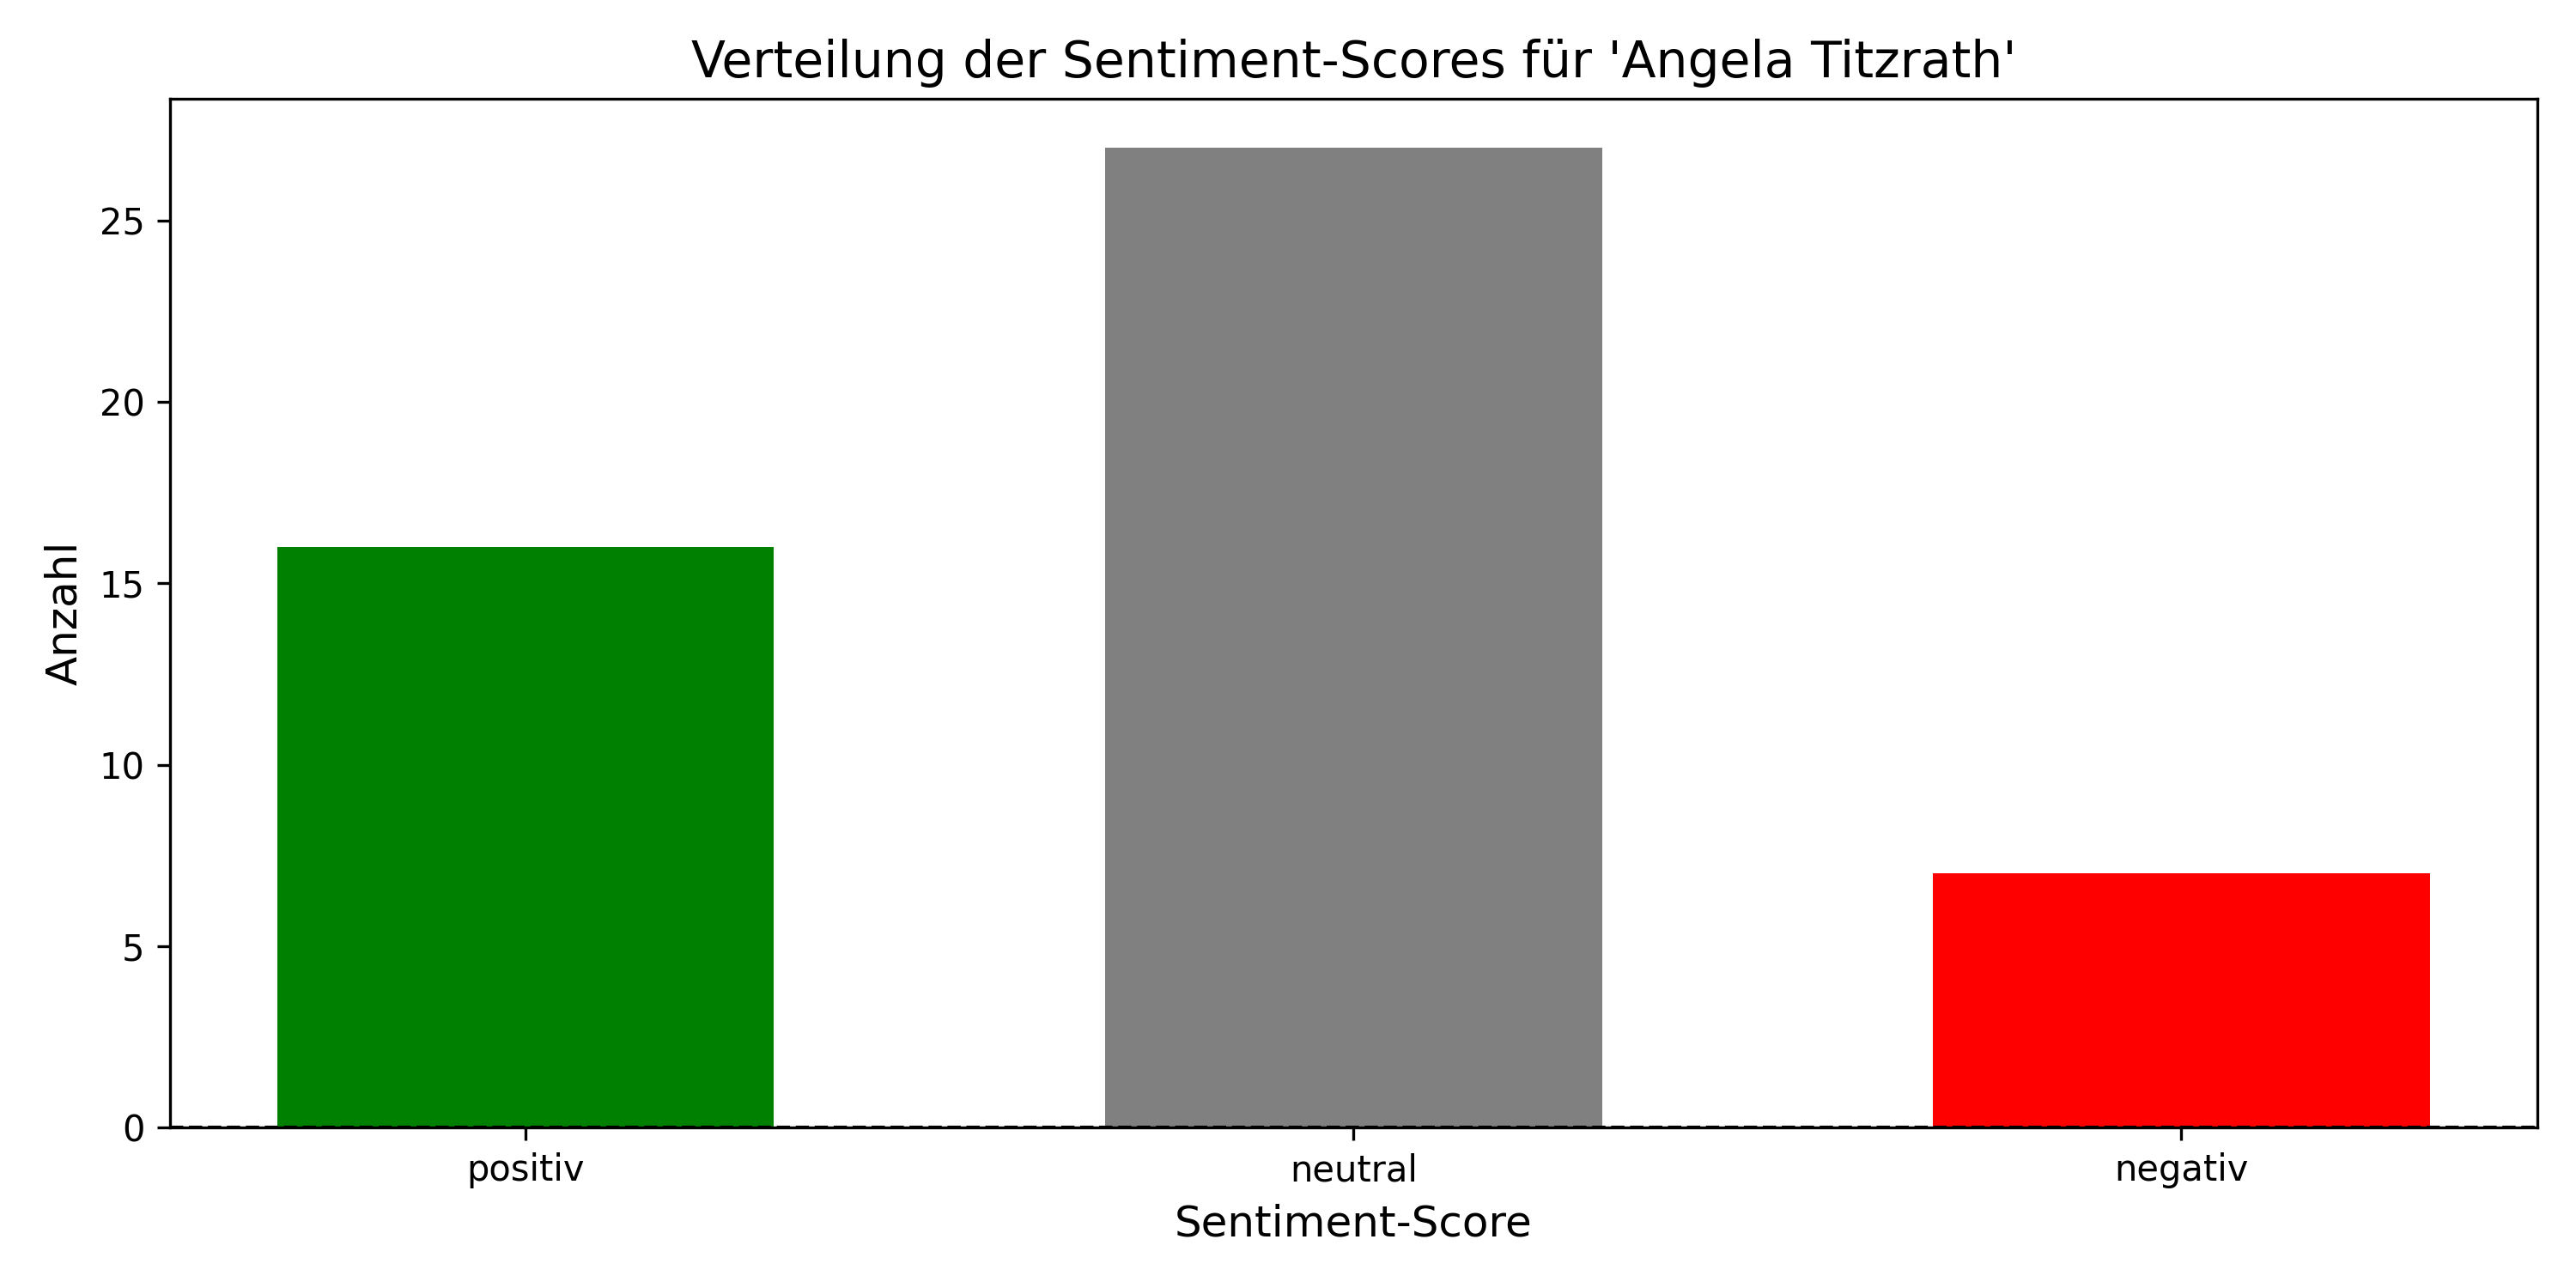 Verteilung der Sentiment-Scores für 'Angela Titzrath'
Anzahl
25
20
15
10
5
0
positiv
neutral
negativ
Sentiment-Score